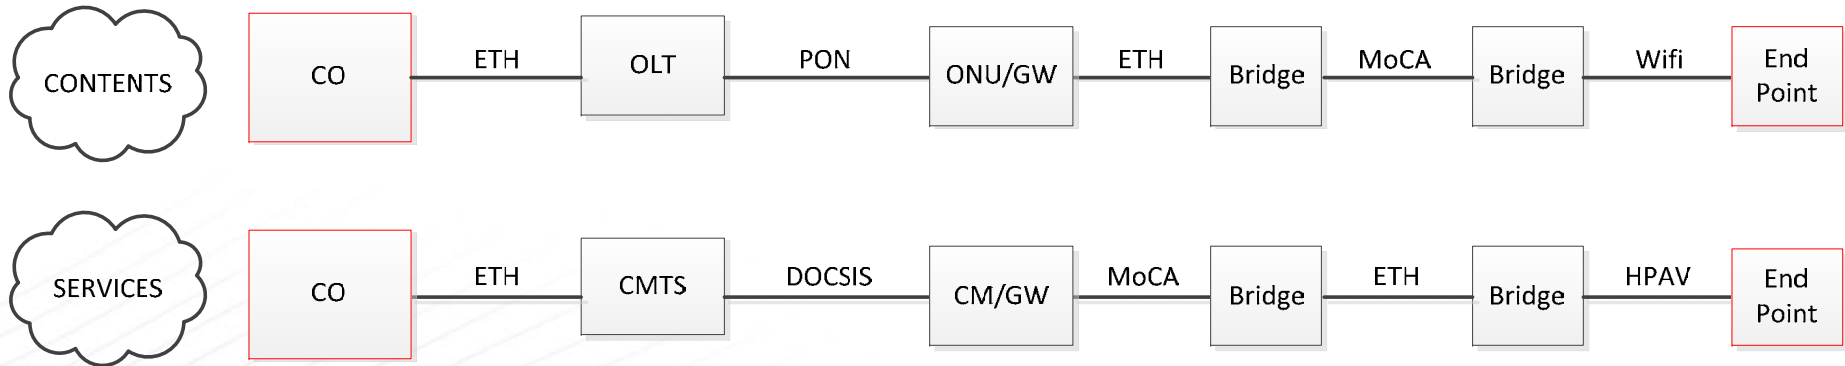 CONTENTS
CO
ETH
OLT
PON
ONU/GW
ETH
Bridge
MoCA
Bridge
Wifi
End
Point
SERVICES
CO
ETH
CMTS
DOCSIS
CM/GW
MoCA
Bridge
ETH
Bridge
HPAV
End
Point